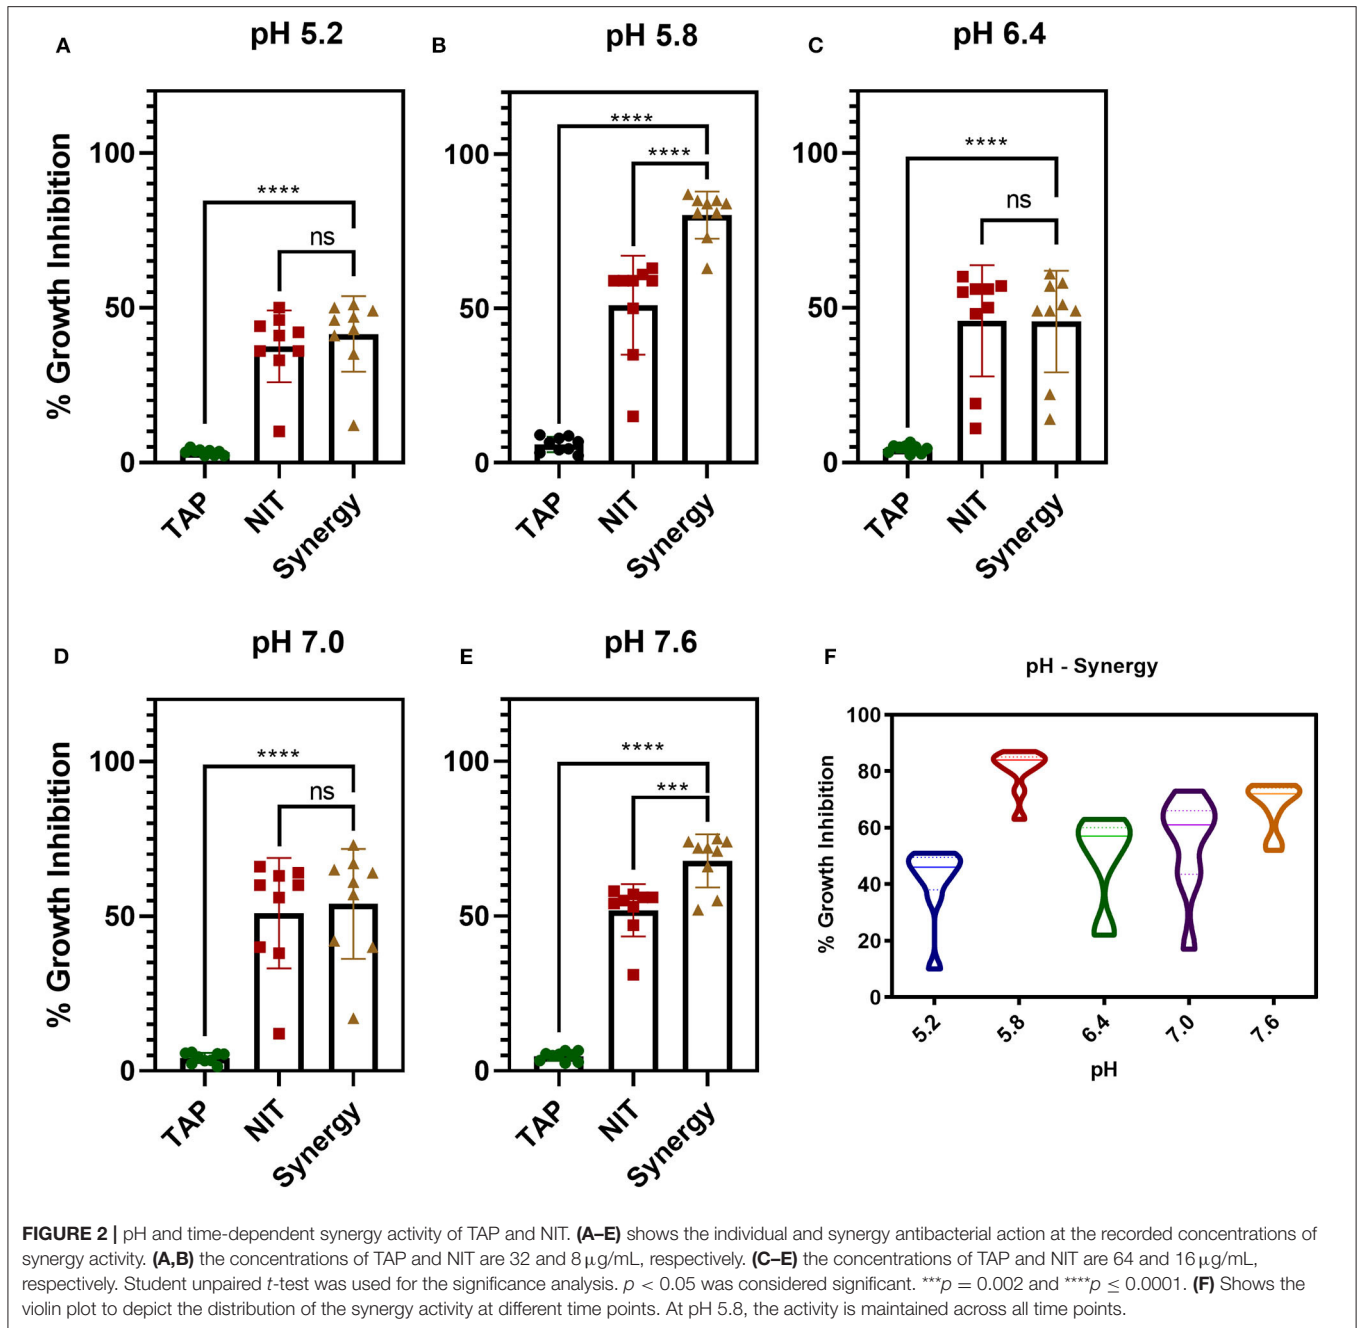 A
pH 5.2
% Growth Inhibition
100
50
0
****
ns
TAP
NIT
Synergy
B
pH 5.8
100
50
0
****
****
TAP
NIT
Synergy
C
pH 6.4
100
50
0
****
ns
TAP
NIT
Synergy
D
pH 7.0
% Growth Inhibition
100
50
0
****
ns
TAP
NIT
Synergy
E
pH 7.6
100
50
0
****
***
TAP
NIT
Synergy
F
pH - Synergy
% Growth Inhibition
100
80
60
40
20
0
5.2
5.8
6.4
7.0
7.6
pH
FIGURE 2 | pH and time-dependent synergy activity of TAP and NIT. (A–E) shows the individual and synergy antibacterial action at the recorded concentrations of
synergy activity. (A,B) the concentrations of TAP and NIT are 32 and 8 μg/mL, respectively. (C–E) the concentrations of TAP and NIT are 64 and 16 μg/mL,
respectively. Student unpaired t-test was used for the significance analysis. p < 0.05 was considered significant. ***p = 0.002 and ****p ≤ 0.0001. (F) Shows the
violin plot to depict the distribution of the synergy activity at different time points. At pH 5.8, the activity is maintained across all time points.